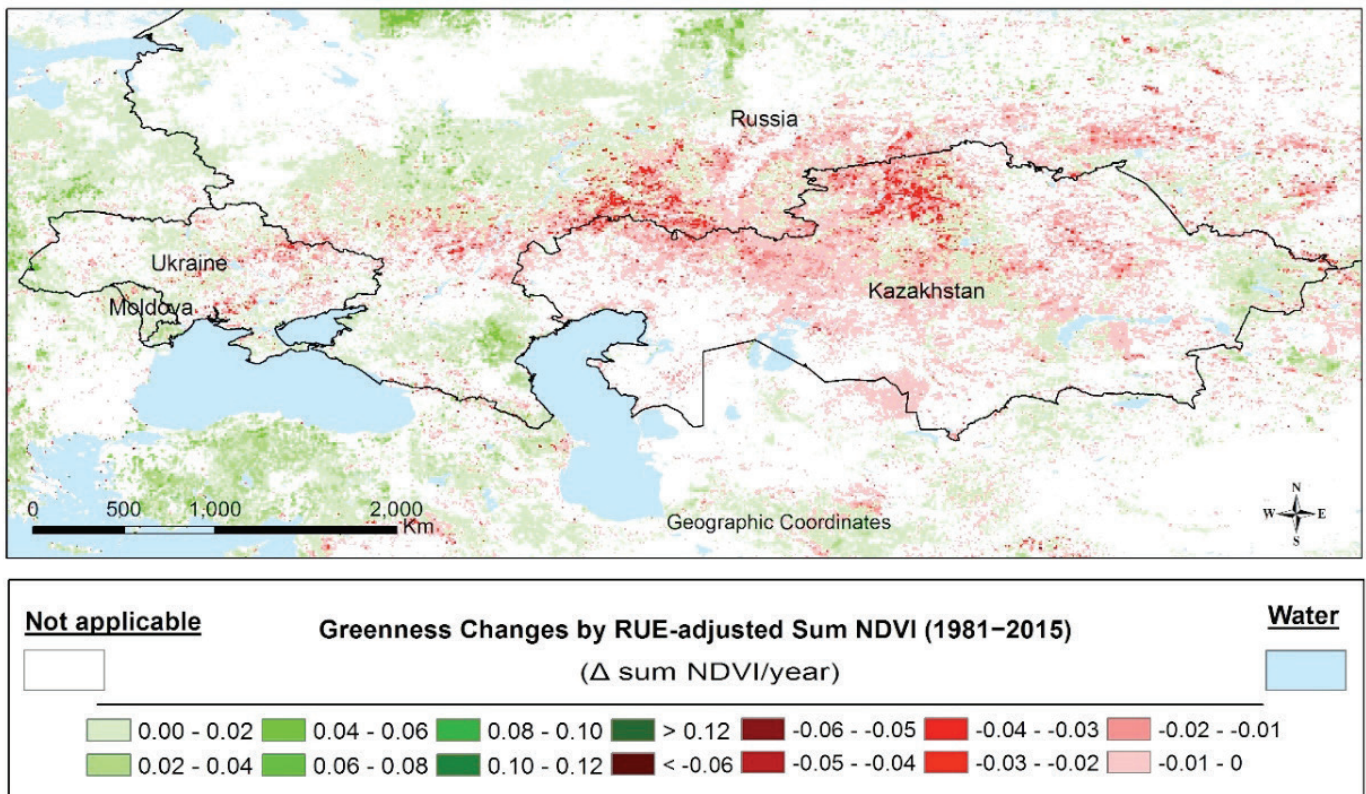 Russia
Ukraine
Moldova
Kazakhstan
0 500 1,000 2,000
Km
Geographic Coordinates
N
W E
S
Not applicable
Greenness Changes by RUE-adjusted Sum NDVI (1981−2015)
Water
(Δ sum NDVI/year)
0.00 - 0.02 0.04 - 0.06 0.08 - 0.10 > 0.12 -0.06 - -0.05 -0.04 - -0.03 -0.02 - -0.01
0.02 - 0.04 0.06 - 0.08 0.10 - 0.12 < -0.06 -0.05 - -0.04 -0.03 - -0.02 -0.01 - 0